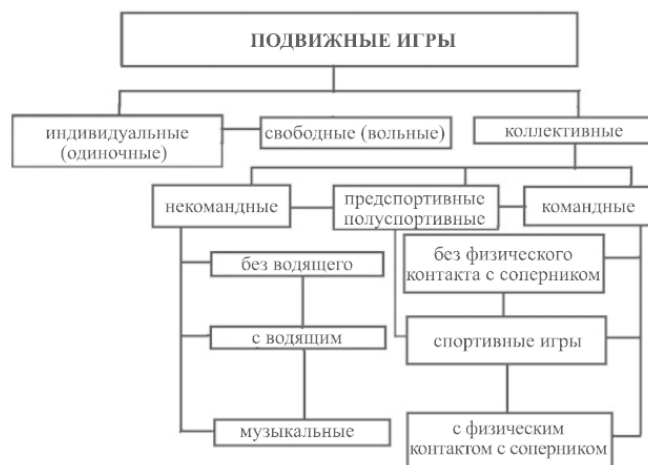 ПОДВИЖНЫЕ ИГРЫ
индивидуальные
(одиночные)
свободные (вольные)
коллективные
некомандные
предспортивные
полуспортивные
командные
без водящего
без физического
контакта с соперником
с водящим
спортивные игры
музыкальные
с физическим
контактом с соперником